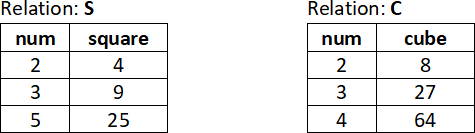 Relation: S Relation: C
num square num cube
2 4 2 8
3 9 3 27
5 25 4 64